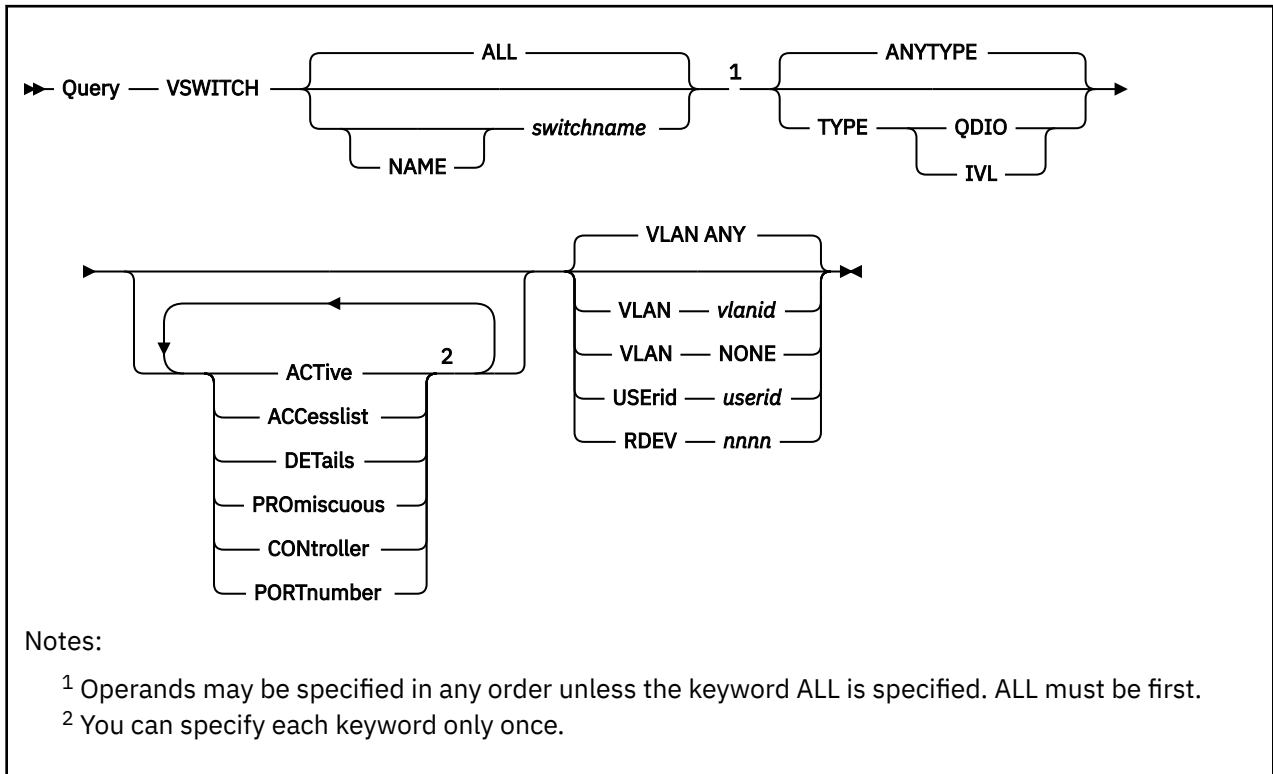 ALL
1
ANYTYPE
Query VSWITCH
switchname
NAME
TYPE QDIO
IVL
VLAN ANY
VLAN vlanid
VLAN NONE
USErid userid
RDEV nnnn
2
ACTive
ACCesslist
DETails
PROmiscuous
CONtroller
PORTnumber
Notes:
1 Operands may be specified in any order unless the keyword ALL is specified. ALL must be first.
2 You can specify each keyword only once.